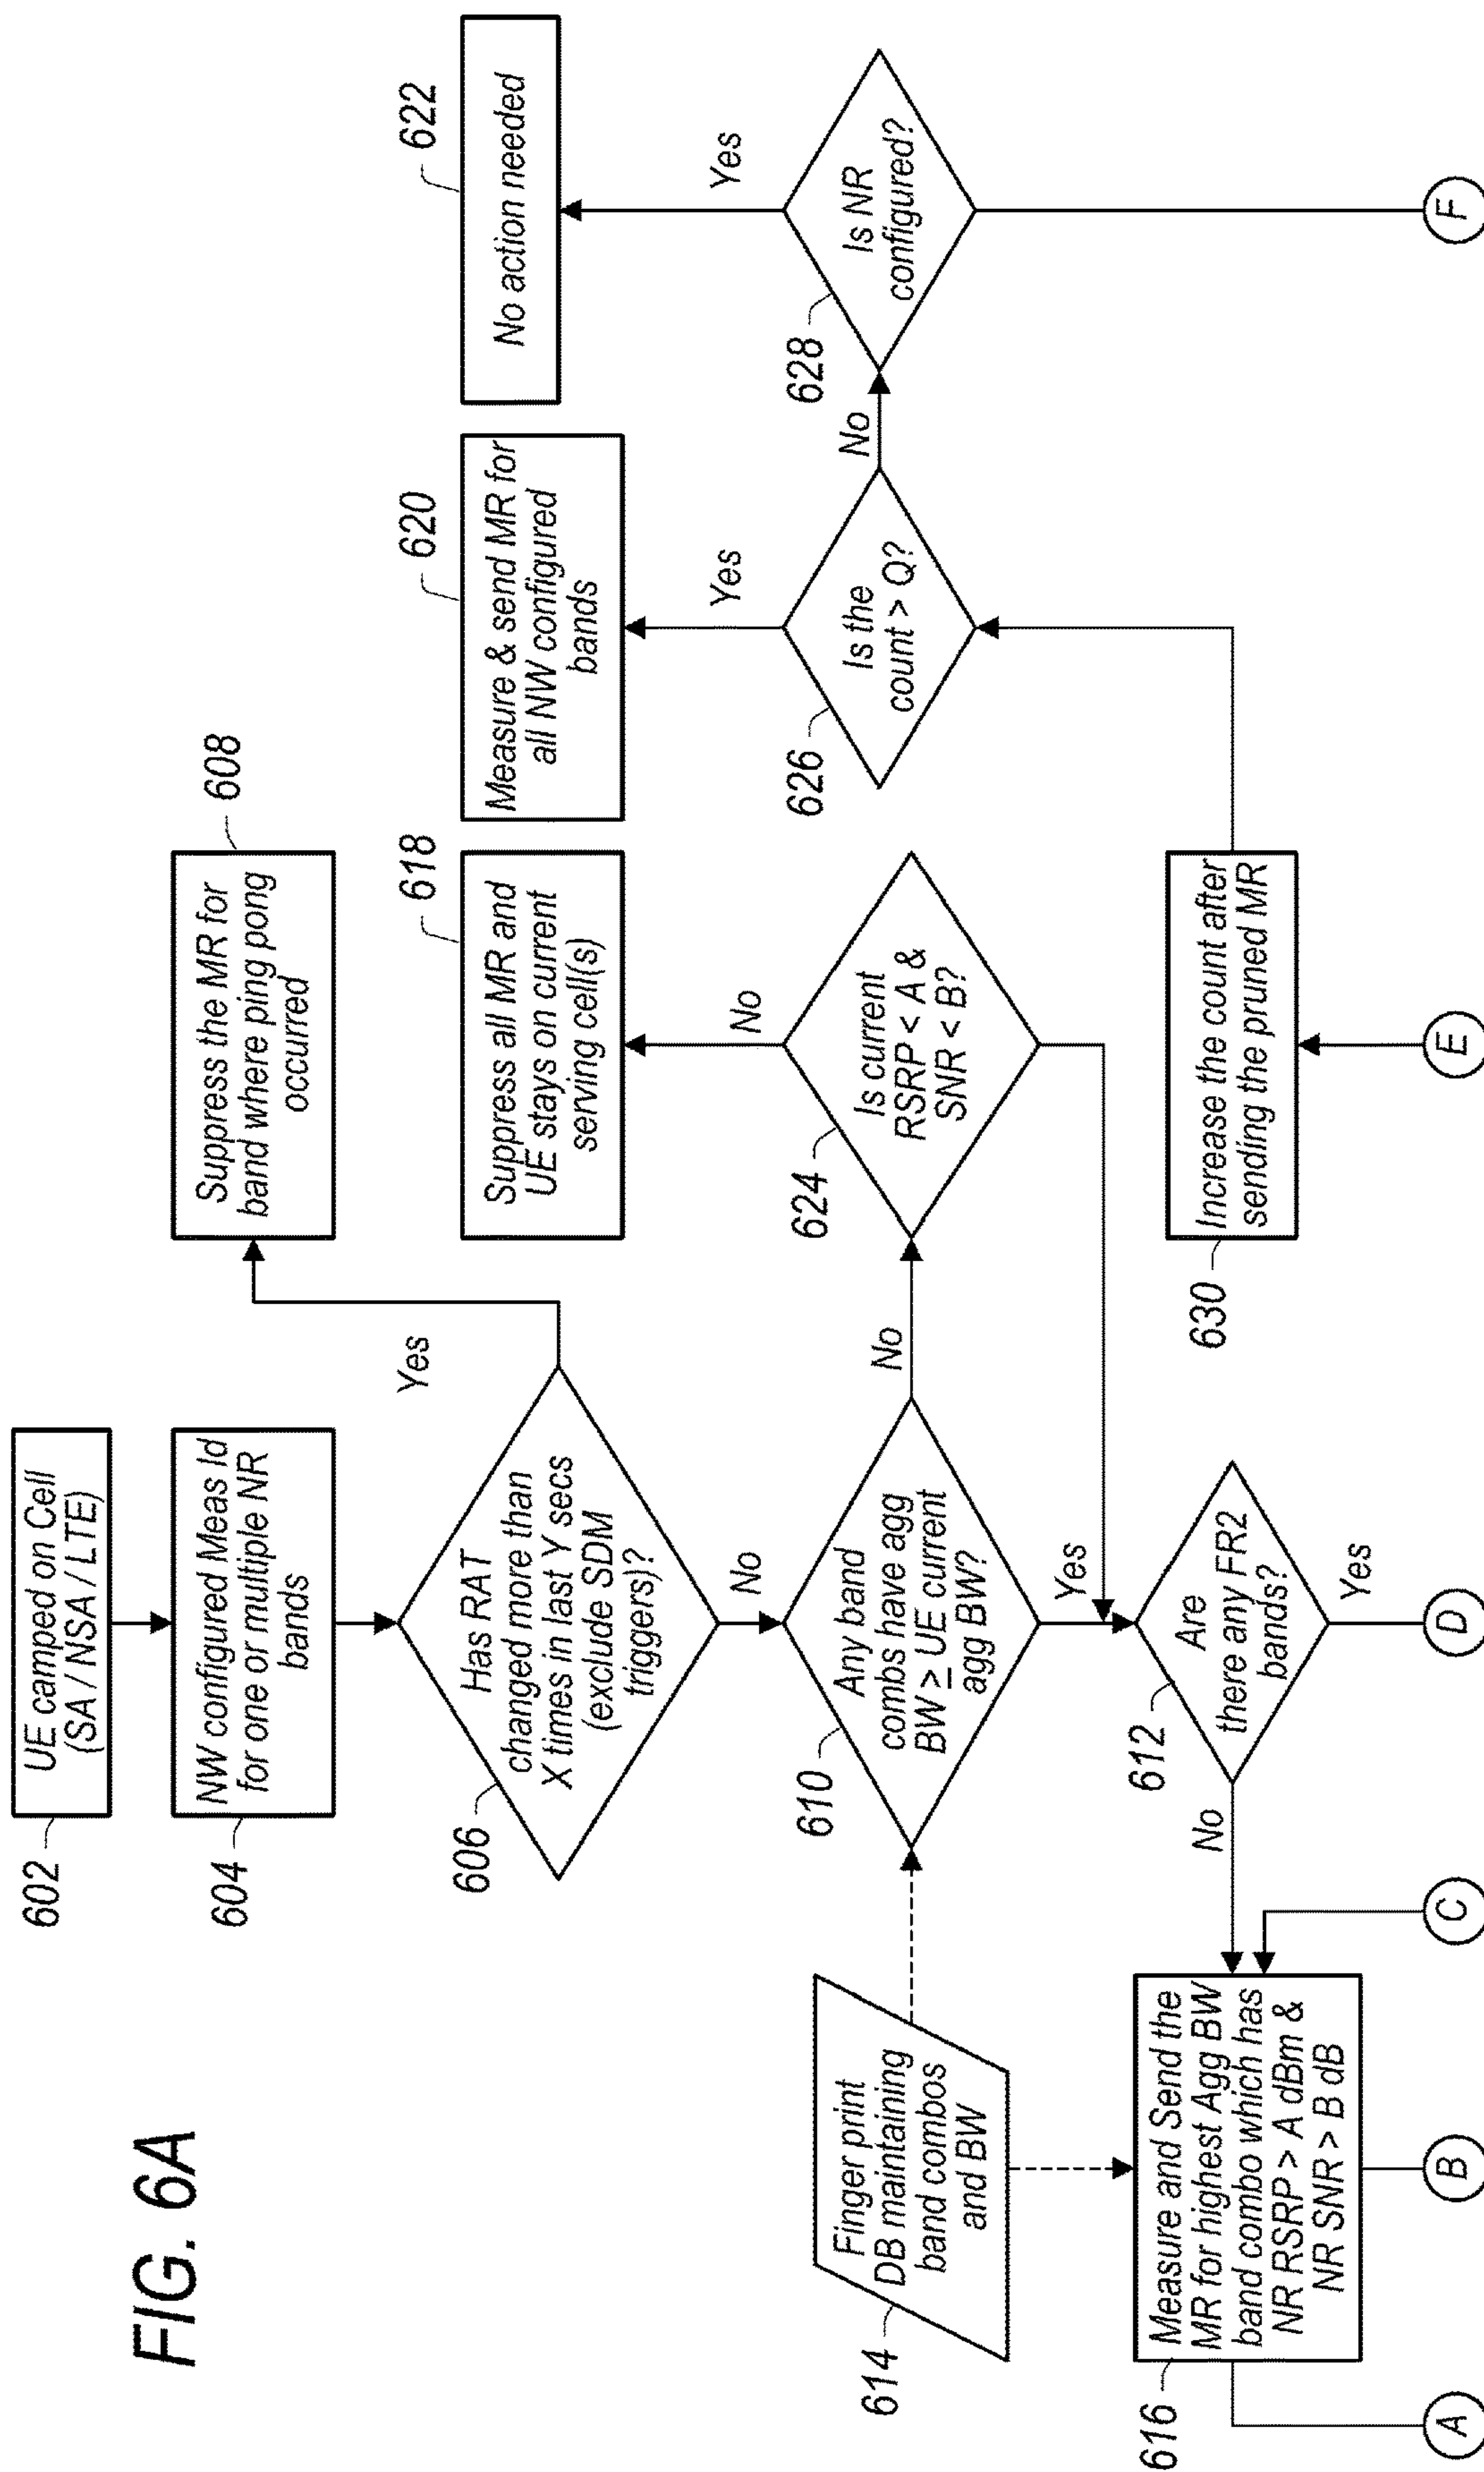 FIG. 6A
602
UE camped on Cell
(SA / NSA / LTE)
604
NW configured Meas Id
for one or multiple NR
bands
606
Has RAT
changed more than
X times in last Y secs
(exclude SDM
triggers)?
Yes
No
608
Suppress the MR for
band where ping pong
occurred
614
Finger print
DB maintaining
band combos
and BW
610
Any band
combs have agg
BW ≥ UE current
agg BW?
No
Yes
624
Is current
RSRP < A &
SNR < B?
No
618
Suppress all MR and
UE stays on current
serving cell(s)
620
Measure & send MR for
all NW configured
bands
622
No action needed
626
Is the
count > Q?
Yes
No
628
Is NR
configured?
Yes
616
Measure and Send the
MR for highest Agg BW
band combo which has
NR RSRP > A dBm &
NR SNR > B dB
612
Are
there any FR2
bands?
No
Yes
630
Increase the count after
sending the pruned MR
A
B
C
D
E
F